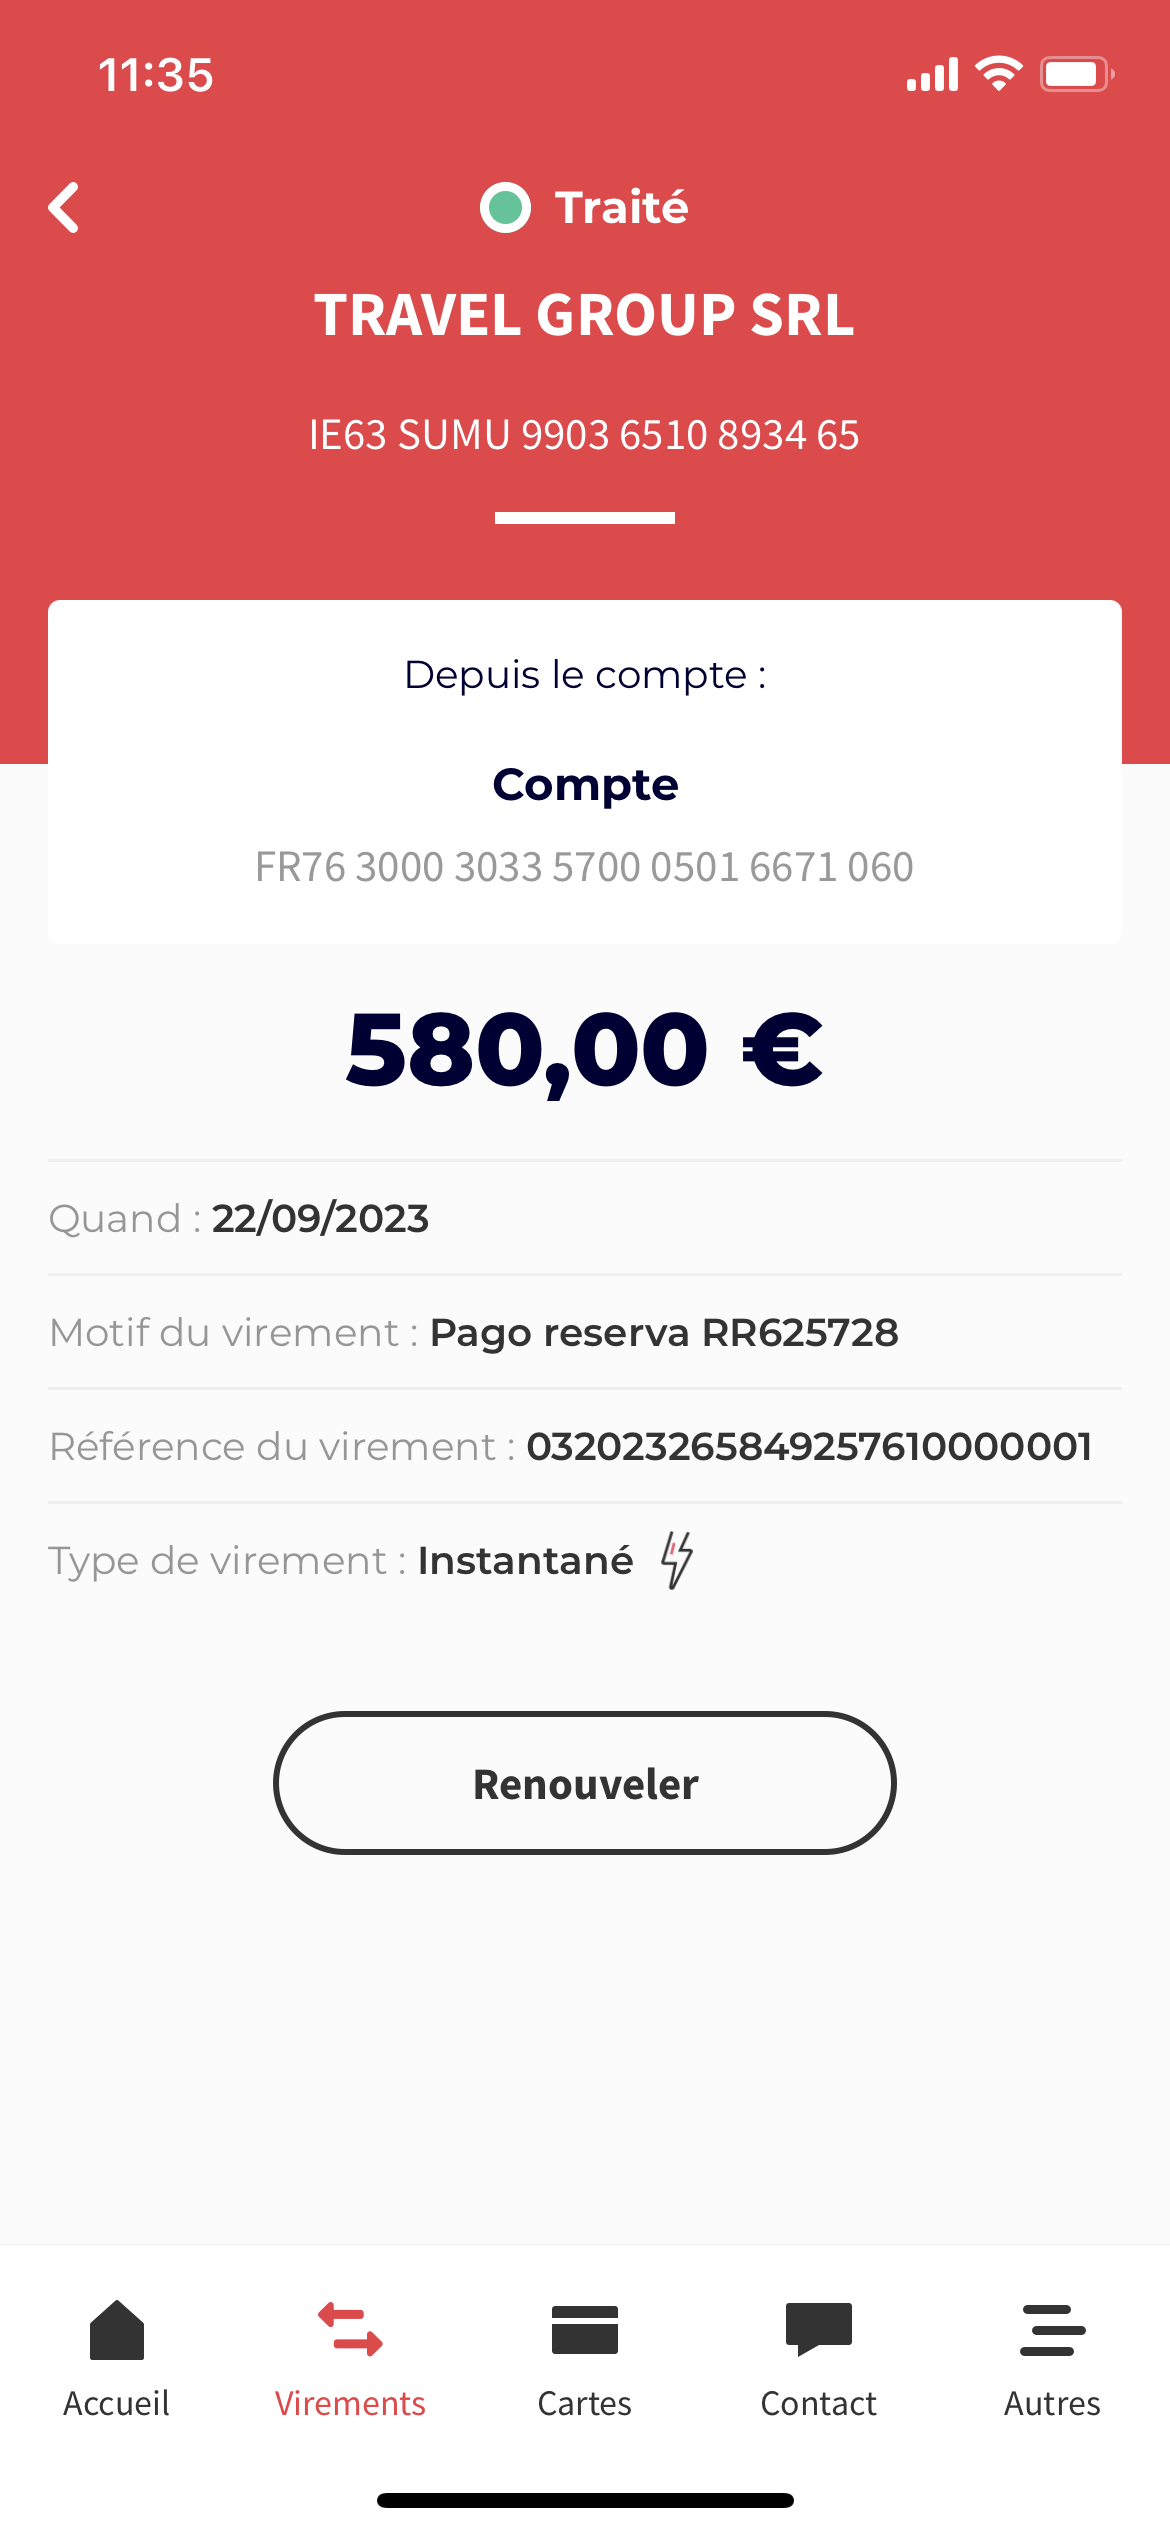 11:35
Traité
TRAVEL GROUP SRL
IE63 SUMU 9903 6510 8934 65
Depuis le compte :
Compte
FR76 3000 3033 5700 0501 6671 060
580,00 €
Quand : 22/09/2023
Motif du virement : Pago reserva RR625728
Référence du virement : 032023265849257610000001
Type de virement : Instantané
Renouveler
Accueil
Virements
Cartes
Contact
Autres